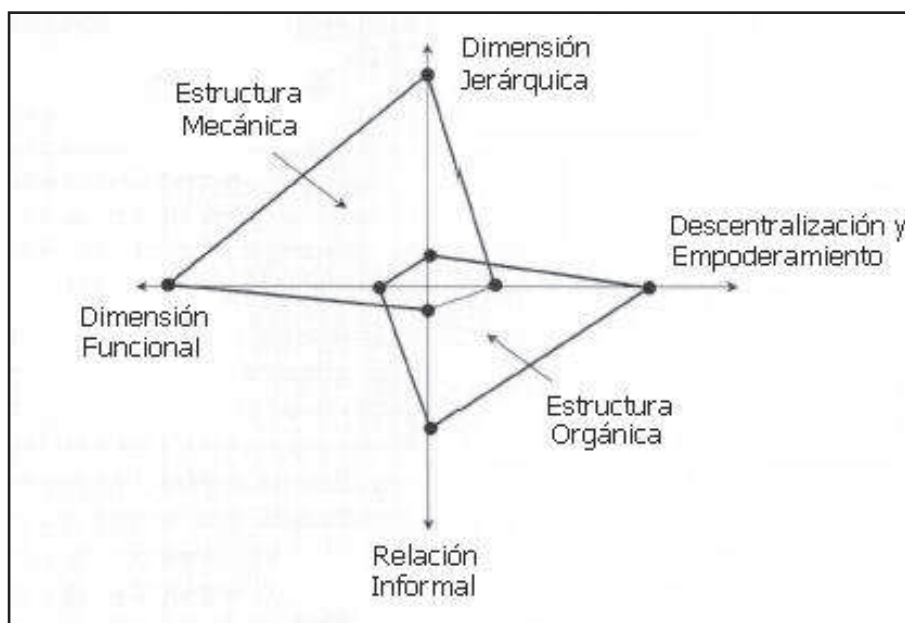 Dimensión
Jerárquica
Estructura
Mecánica
Descentralización y
Empoderamiento
Dimensión
Funcional
Estructura
Orgánica
Relación
Informal